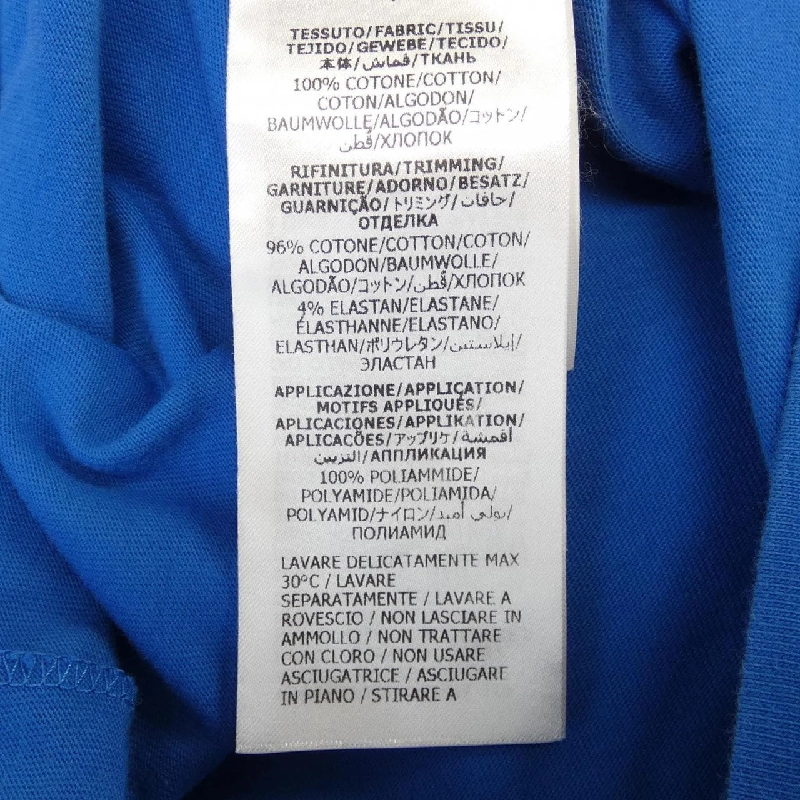 TESSUTO/FABRIC/TISSU/
TEJIDO/GEWEBE/TECIDO/
本体/قماش/ТКАНЬ
100% COTONE/COTTON/
COTON/ALGODON/
BAUMWOLLE/ALGODÃO/コットン/
قطن/ХЛОПОК
RIFINITURA/TRIMMING/
GARNITURE/ADORNO/BESATZ/
GUARNIÇÃO/トリミング/حافات/
ОТДЕЛКА
96% COTONE/COTTON/COTON/
ALGODON/BAUMWOLLE/
ALGODÃO/コットン/قطن/ХЛОПОК
4% ELASTAN/ELASTANE/
ÉLASTHANNE/ELASTANO/
ELASTHAN/ポリウレタン/إيلاستين/
ЭЛАСТАН
APPLICAZIONE/APPLICATION/
MOTIFS APPLIQUÉS/
APLICACIONES/APPLIKATION/
APLICACÕES/アップリケ/أقمشة
التزيين/АППЛИКАЦИЯ
100% POLIAMMIDE/
POLYAMIDE/POLIAMIDA/
POLYAMID/ナイロン/بولي أميد/
ПОЛИАМИД
LAVARE DELICATAMENTE MAX
30°C / LAVARE
SEPARATAMENTE / LAVARE A
ROVESCIO / NON LASCIARE IN
AMMOLLO / NON TRATTARE
CON CLORO / NON USARE
ASCIUGATRICE / ASCIUGARE
IN PIANO / STIRARE A